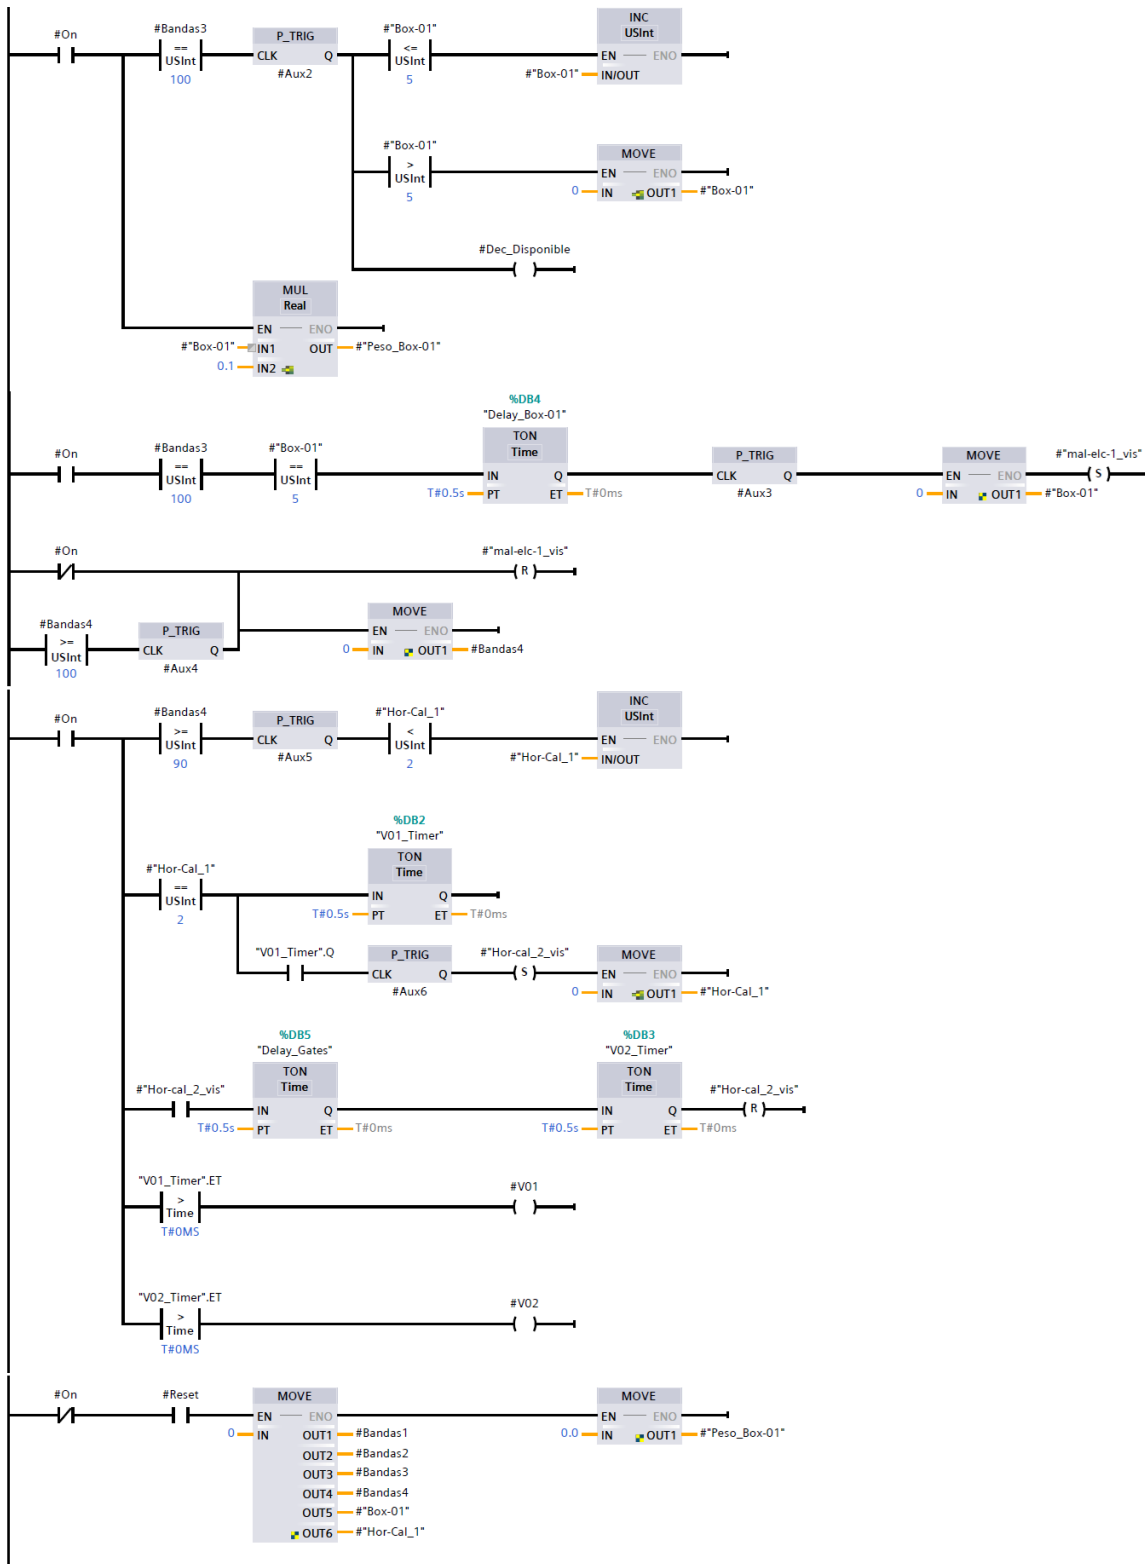 #On
#Bandas3
==
USInt
100
P_TRIG
CLK Q
#Aux2
#"Box-01"
<=
USInt
5
INC
USInt
EN ENO
#"Box-01" IN/OUT
#"Box-01"
>
USInt
5
MOVE
EN ENO
0 IN OUT1 #"Box-01"
#Dec_Disponible
MUL
Real
EN ENO
#"Box-01" IN1 OUT #"Peso_Box-01"
0.1 IN2
#On
#Bandas3
==
USInt
100
#"Box-01"
==
USInt
5
%DB4
"Delay_Box-01"
TON
Time
IN Q
T#0.5s PT ET T#0ms
P_TRIG
CLK Q
#Aux3
MOVE
EN ENO
0 IN OUT1 #"Box-01"
#"mal-elc-1_vis"
S
#On
#"mal-elc-1_vis"
R
#Bandas4
>=
USInt
100
P_TRIG
CLK Q
#Aux4
MOVE
EN ENO
0 IN OUT1 #Bandas4
#On
#Bandas4
>=
USInt
90
P_TRIG
CLK Q
#Aux5
#"Hor-Cal_1"
<
USInt
2
INC
USInt
EN ENO
#"Hor-Cal_1" IN/OUT
#"Hor-Cal_1"
==
USInt
2
%DB2
"V01_Timer"
TON
Time
IN Q
T#0.5s PT ET T#0ms
"V01_Timer".Q
P_TRIG
CLK Q
#Aux6
#"Hor-cal_2_vis"
S
MOVE
EN ENO
0 IN OUT1 #"Hor-Cal_1"
#"Hor-cal_2_vis"
%DB5
"Delay_Gates"
TON
Time
IN Q
T#0.5s PT ET T#0ms
%DB3
"V02_Timer"
TON
Time
IN Q
T#0.5s PT ET T#0ms
#"Hor-cal_2_vis"
R
"V01_Timer".ET
>
Time
T#0MS
#V01
"V02_Timer".ET
>
Time
T#0MS
#V02
#On
#Reset
MOVE
EN ENO
0 IN OUT1 #Bandas1
OUT2 #Bandas2
OUT3 #Bandas3
OUT4 #Bandas4
OUT5 #"Box-01"
OUT6 #"Hor-Cal_1"
MOVE
EN ENO
0.0 IN OUT1 #"Peso_Box-01"